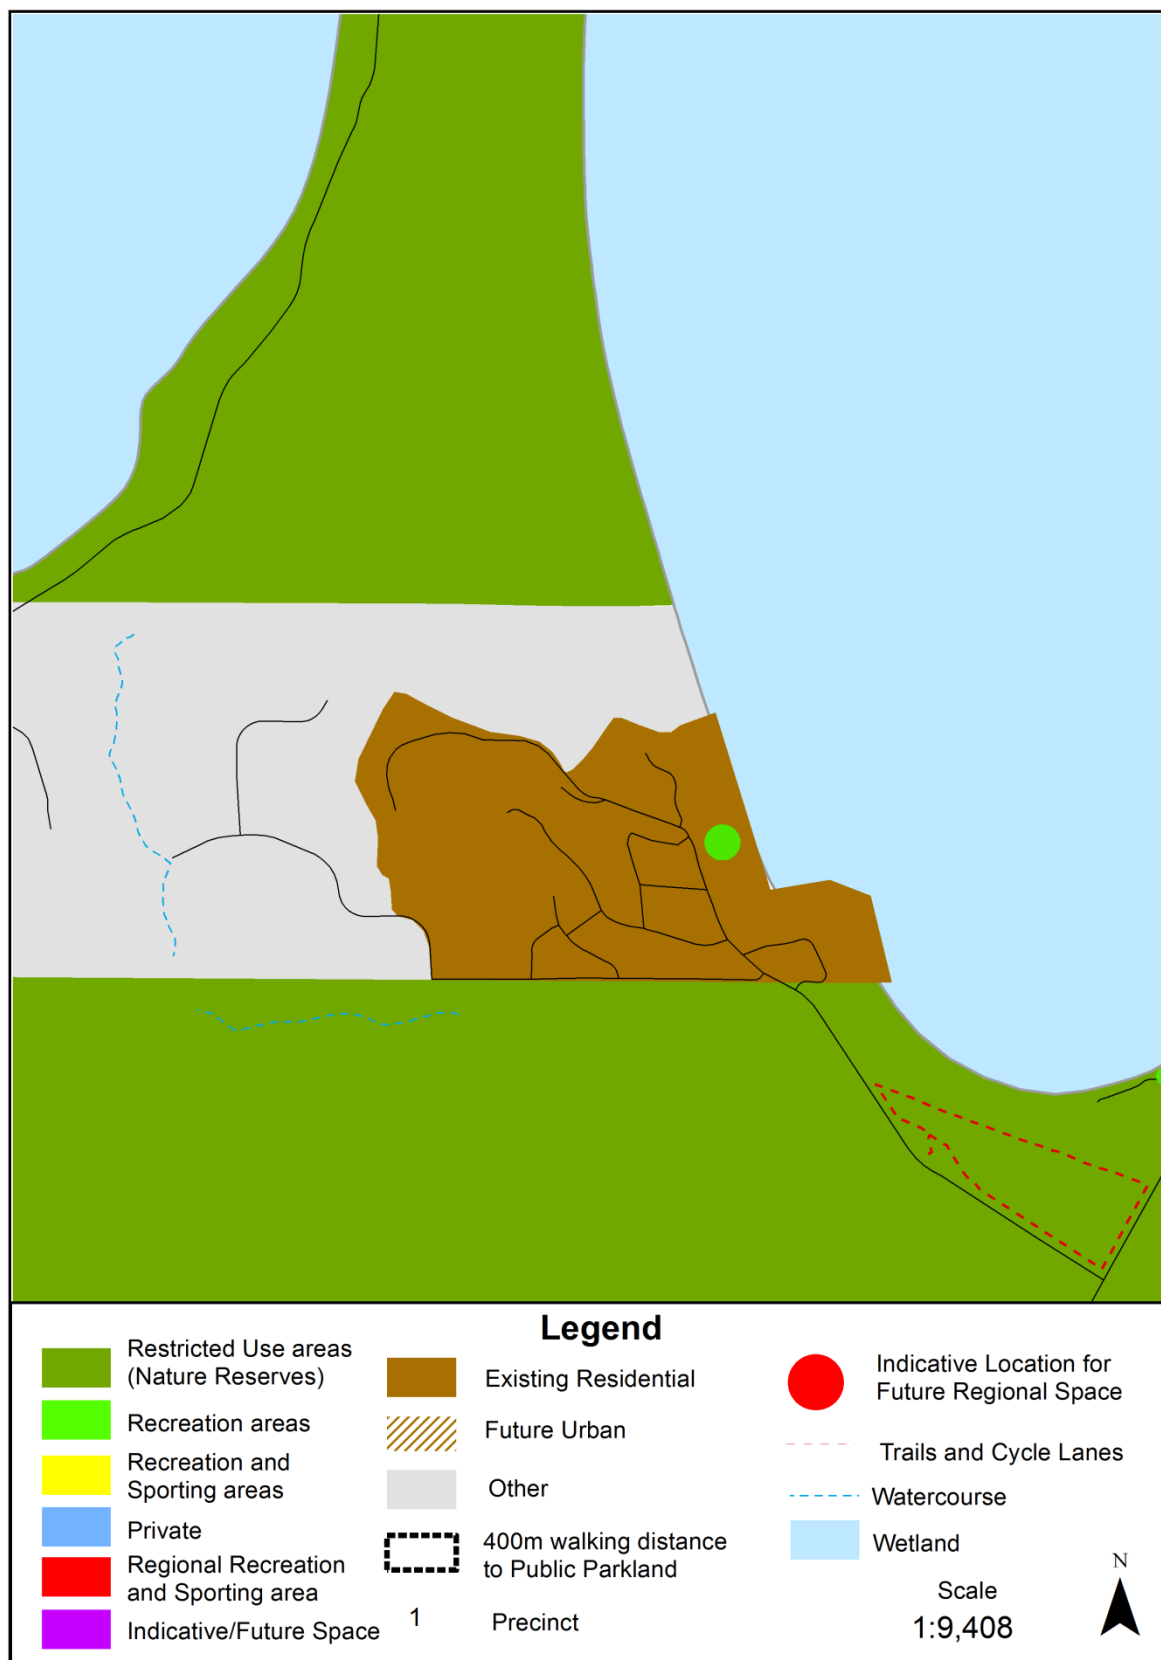 Legend
Restricted Use areas
(Nature Reserves)
Recreation areas
Recreation and
Sporting areas
Private
Regional Recreation
and Sporting area
Indicative/Future Space
Existing Residential
Future Urban
Other
400m walking distance
to Public Parkland
1 Precinct
Indicative Location for
Future Regional Space
Trails and Cycle Lanes
Watercourse
Wetland
Scale
1:9,408
N